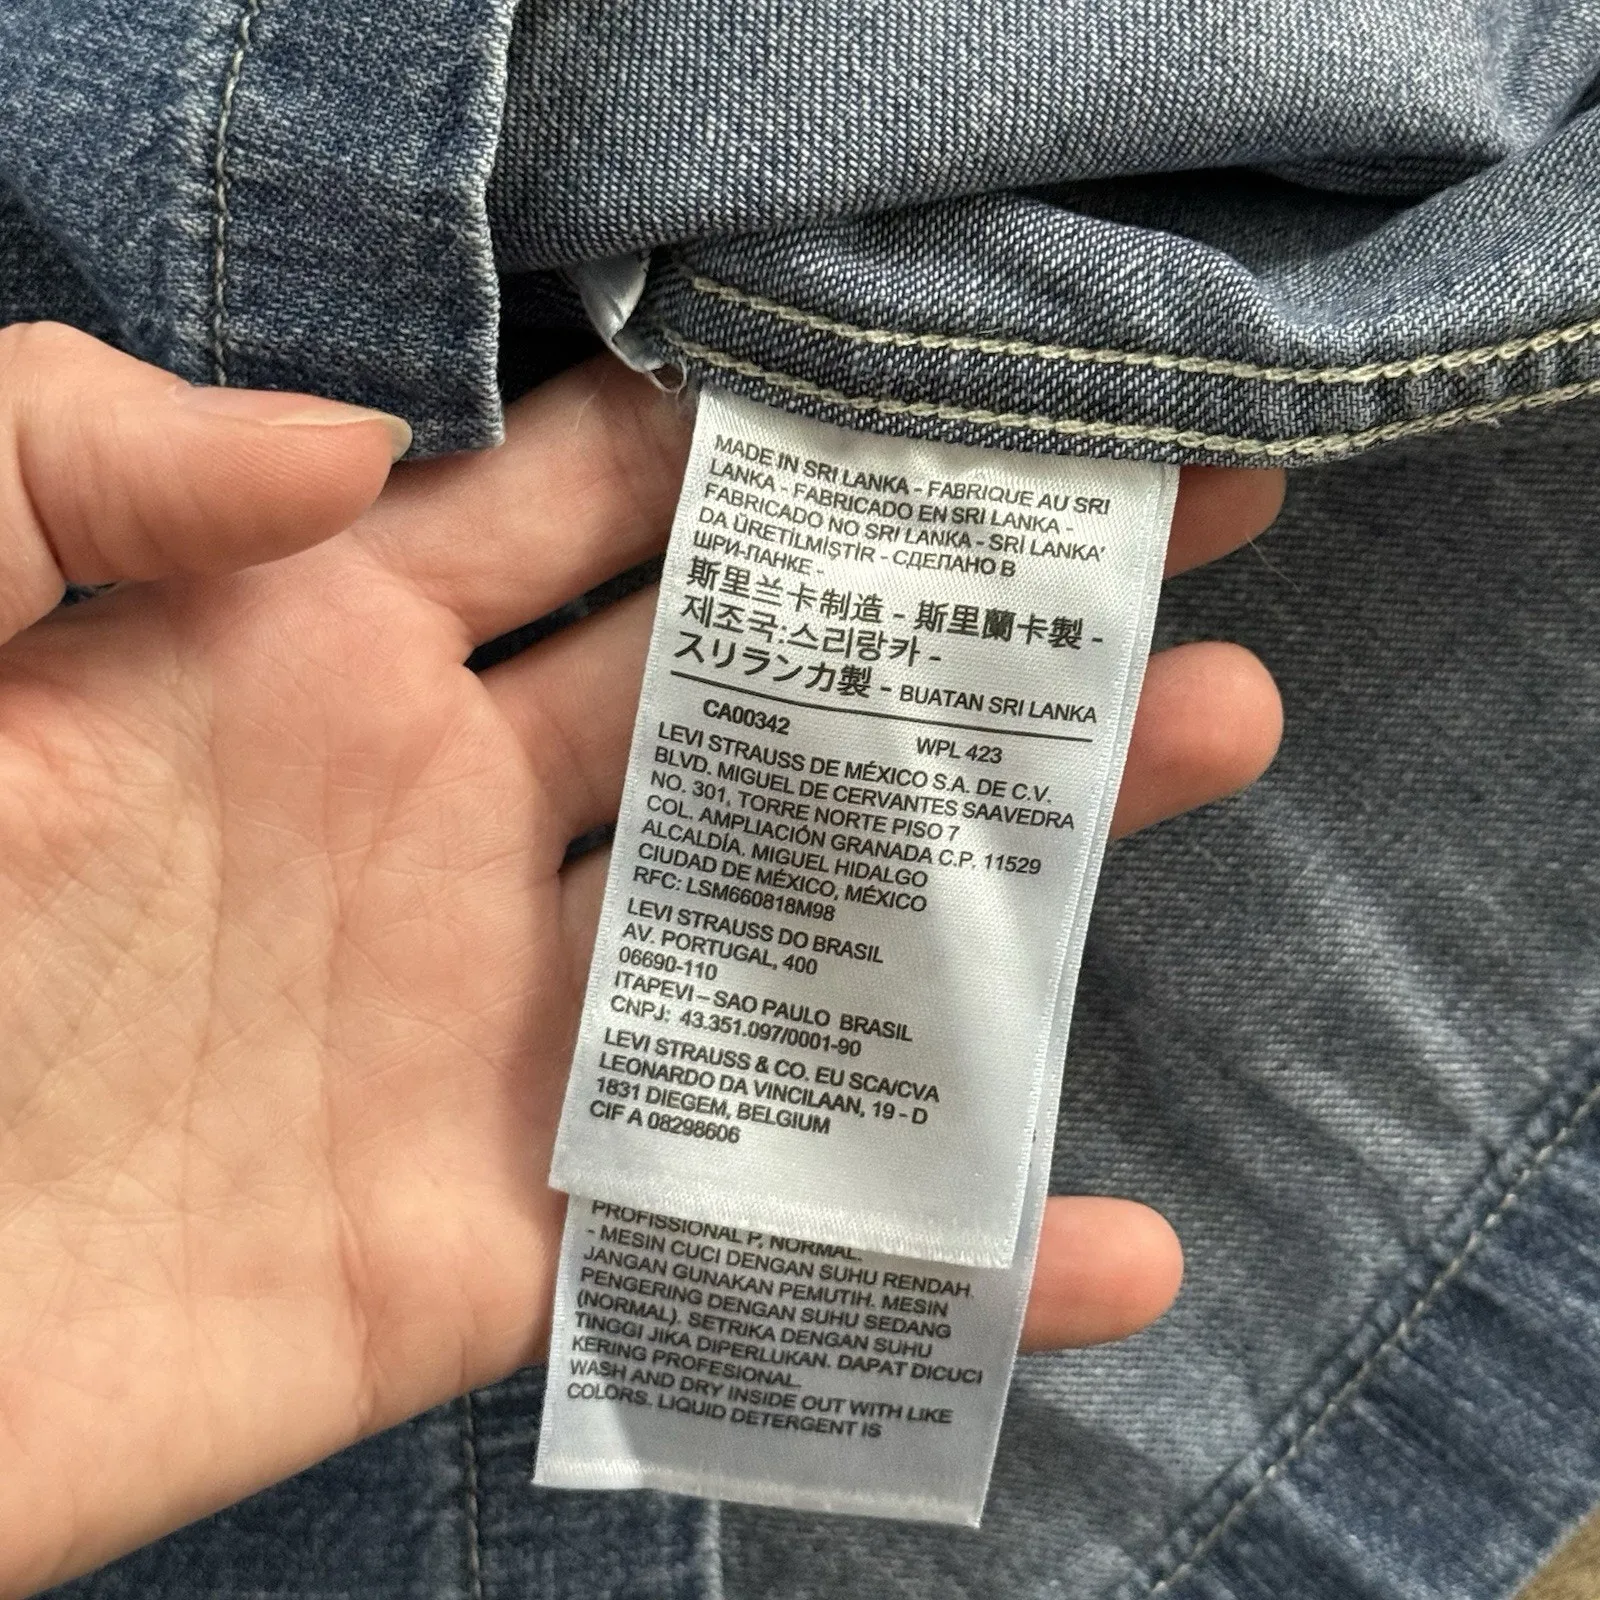 MADE IN SRI LANKA - FABRIQUE AU SRI
LANKA - FABRICADO EN SRI LANKA -
FABRICADO NO SRI LANKA - SRİ LANKA'
DA ÜRETİLMİŞTİR - СДЕЛАНО В
ШРИ-ЛАНКЕ -
斯里兰卡制造 - 斯里蘭卡製 -
제조국:스리랑카 -
スリランカ製 - BUATAN SRI LANKA
CA00342 WPL 423
LEVI STRAUSS DE MÉXICO S.A. DE C.V.
BLVD. MIGUEL DE CERVANTES SAAVEDRA
NO. 301, TORRE NORTE PISO 7
COL. AMPLIACIÓN GRANADA C.P. 11529
ALCALDÍA. MIGUEL HIDALGO
CIUDAD DE MÉXICO, MÉXICO
RFC: LSM660818M98
LEVI STRAUSS DO BRASIL
AV. PORTUGAL, 400
06690-110
ITAPEVI – SAO PAULO BRASIL
CNPJ: 43.351.097/0001-90
LEVI STRAUSS & CO. EU SCA/CVA
LEONARDO DA VINCILAAN, 19 - D
1831 DIEGEM, BELGIUM
CIF A 08298606
PROFISSIONAL P, NORMAL.
- MESIN CUCI DENGAN SUHU RENDAH.
JANGAN GUNAKAN PEMUTIH. MESIN
PENGERING DENGAN SUHU SEDANG
(NORMAL). SETRIKA DENGAN SUHU
TINGGI JIKA DIPERLUKAN. DAPAT DICUCI
KERING PROFESIONAL.
WASH AND DRY INSIDE OUT WITH LIKE
COLORS. LIQUID DETERGENT IS